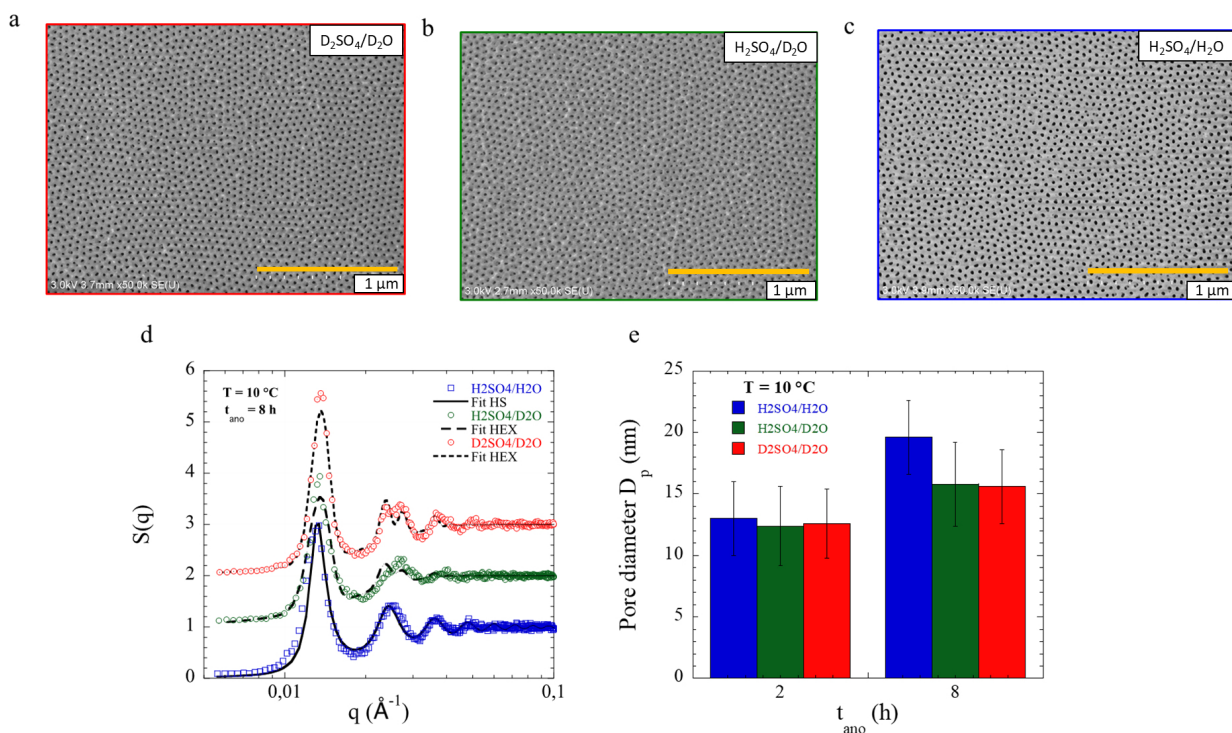 a
D₂SO₄/D₂O
3.0kV 3.7mm x50.0k SE(U)
1 µm
b
H₂SO₄/D₂O
3.0kV 2.7mm x50.0k SE(U)
1 µm
c
H₂SO₄/H₂O
1 µm
d
S(q)
6
5
4
3
2
1
0
T = 10 °C
t_ano = 8 h
H2SO4/H2O
Fit HS
H2SO4/D2O
Fit HEX
D2SO4/D2O
Fit HEX
0,01
0,1
q (Å⁻¹)
e
Pore diameter D_p (nm)
25
20
15
10
5
0
T = 10 °C
H2SO4/H2O
H2SO4/D2O
D2SO4/D2O
2
8
t_ano (h)